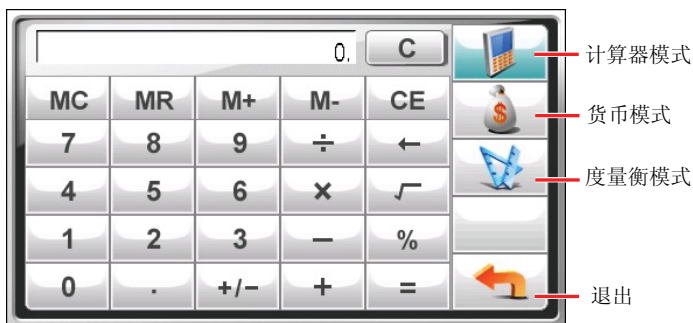 0. C
计算器模式
MC MR M+ M- CE
货币模式
7 8 9 ÷ ←
度量衡模式
4 5 6 × √
1 2 3 − %
0 . +/− + =
退出